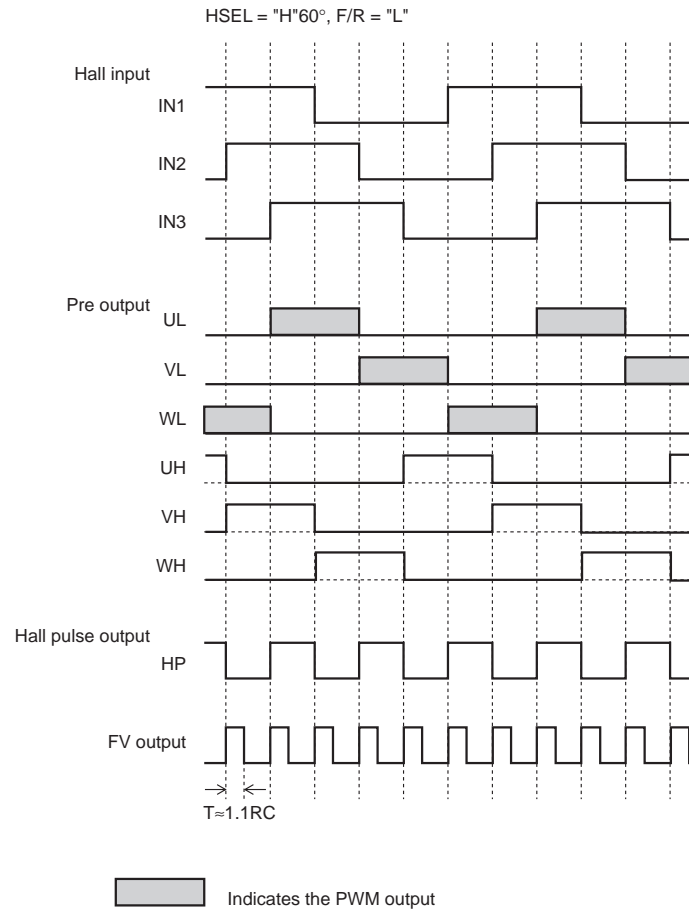 HSEL = "H"60°, F/R = "L"
Hall input
IN1
IN2
IN3
Pre output
UL
VL
WL
UH
VH
WH
Hall pulse output
HP
FV output
T≈1.1RC
Indicates the PWM output